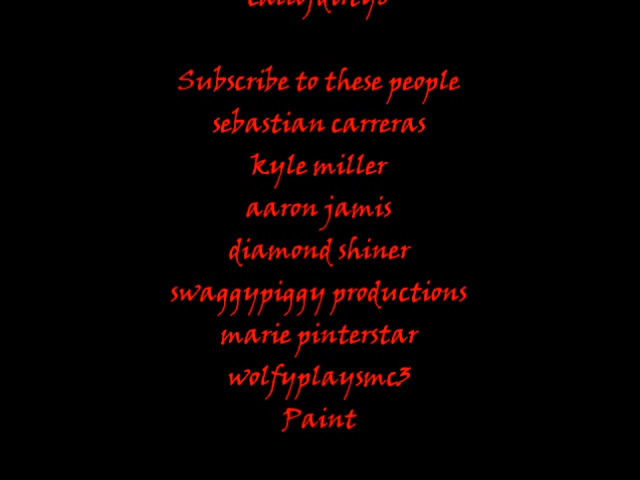 Subscribe to these people
sebastian carreras
kyle miller
aaron jamis
diamond shiner
swaggypiggy productions
marie pinterstar
wolfyplaysmc3
Paint